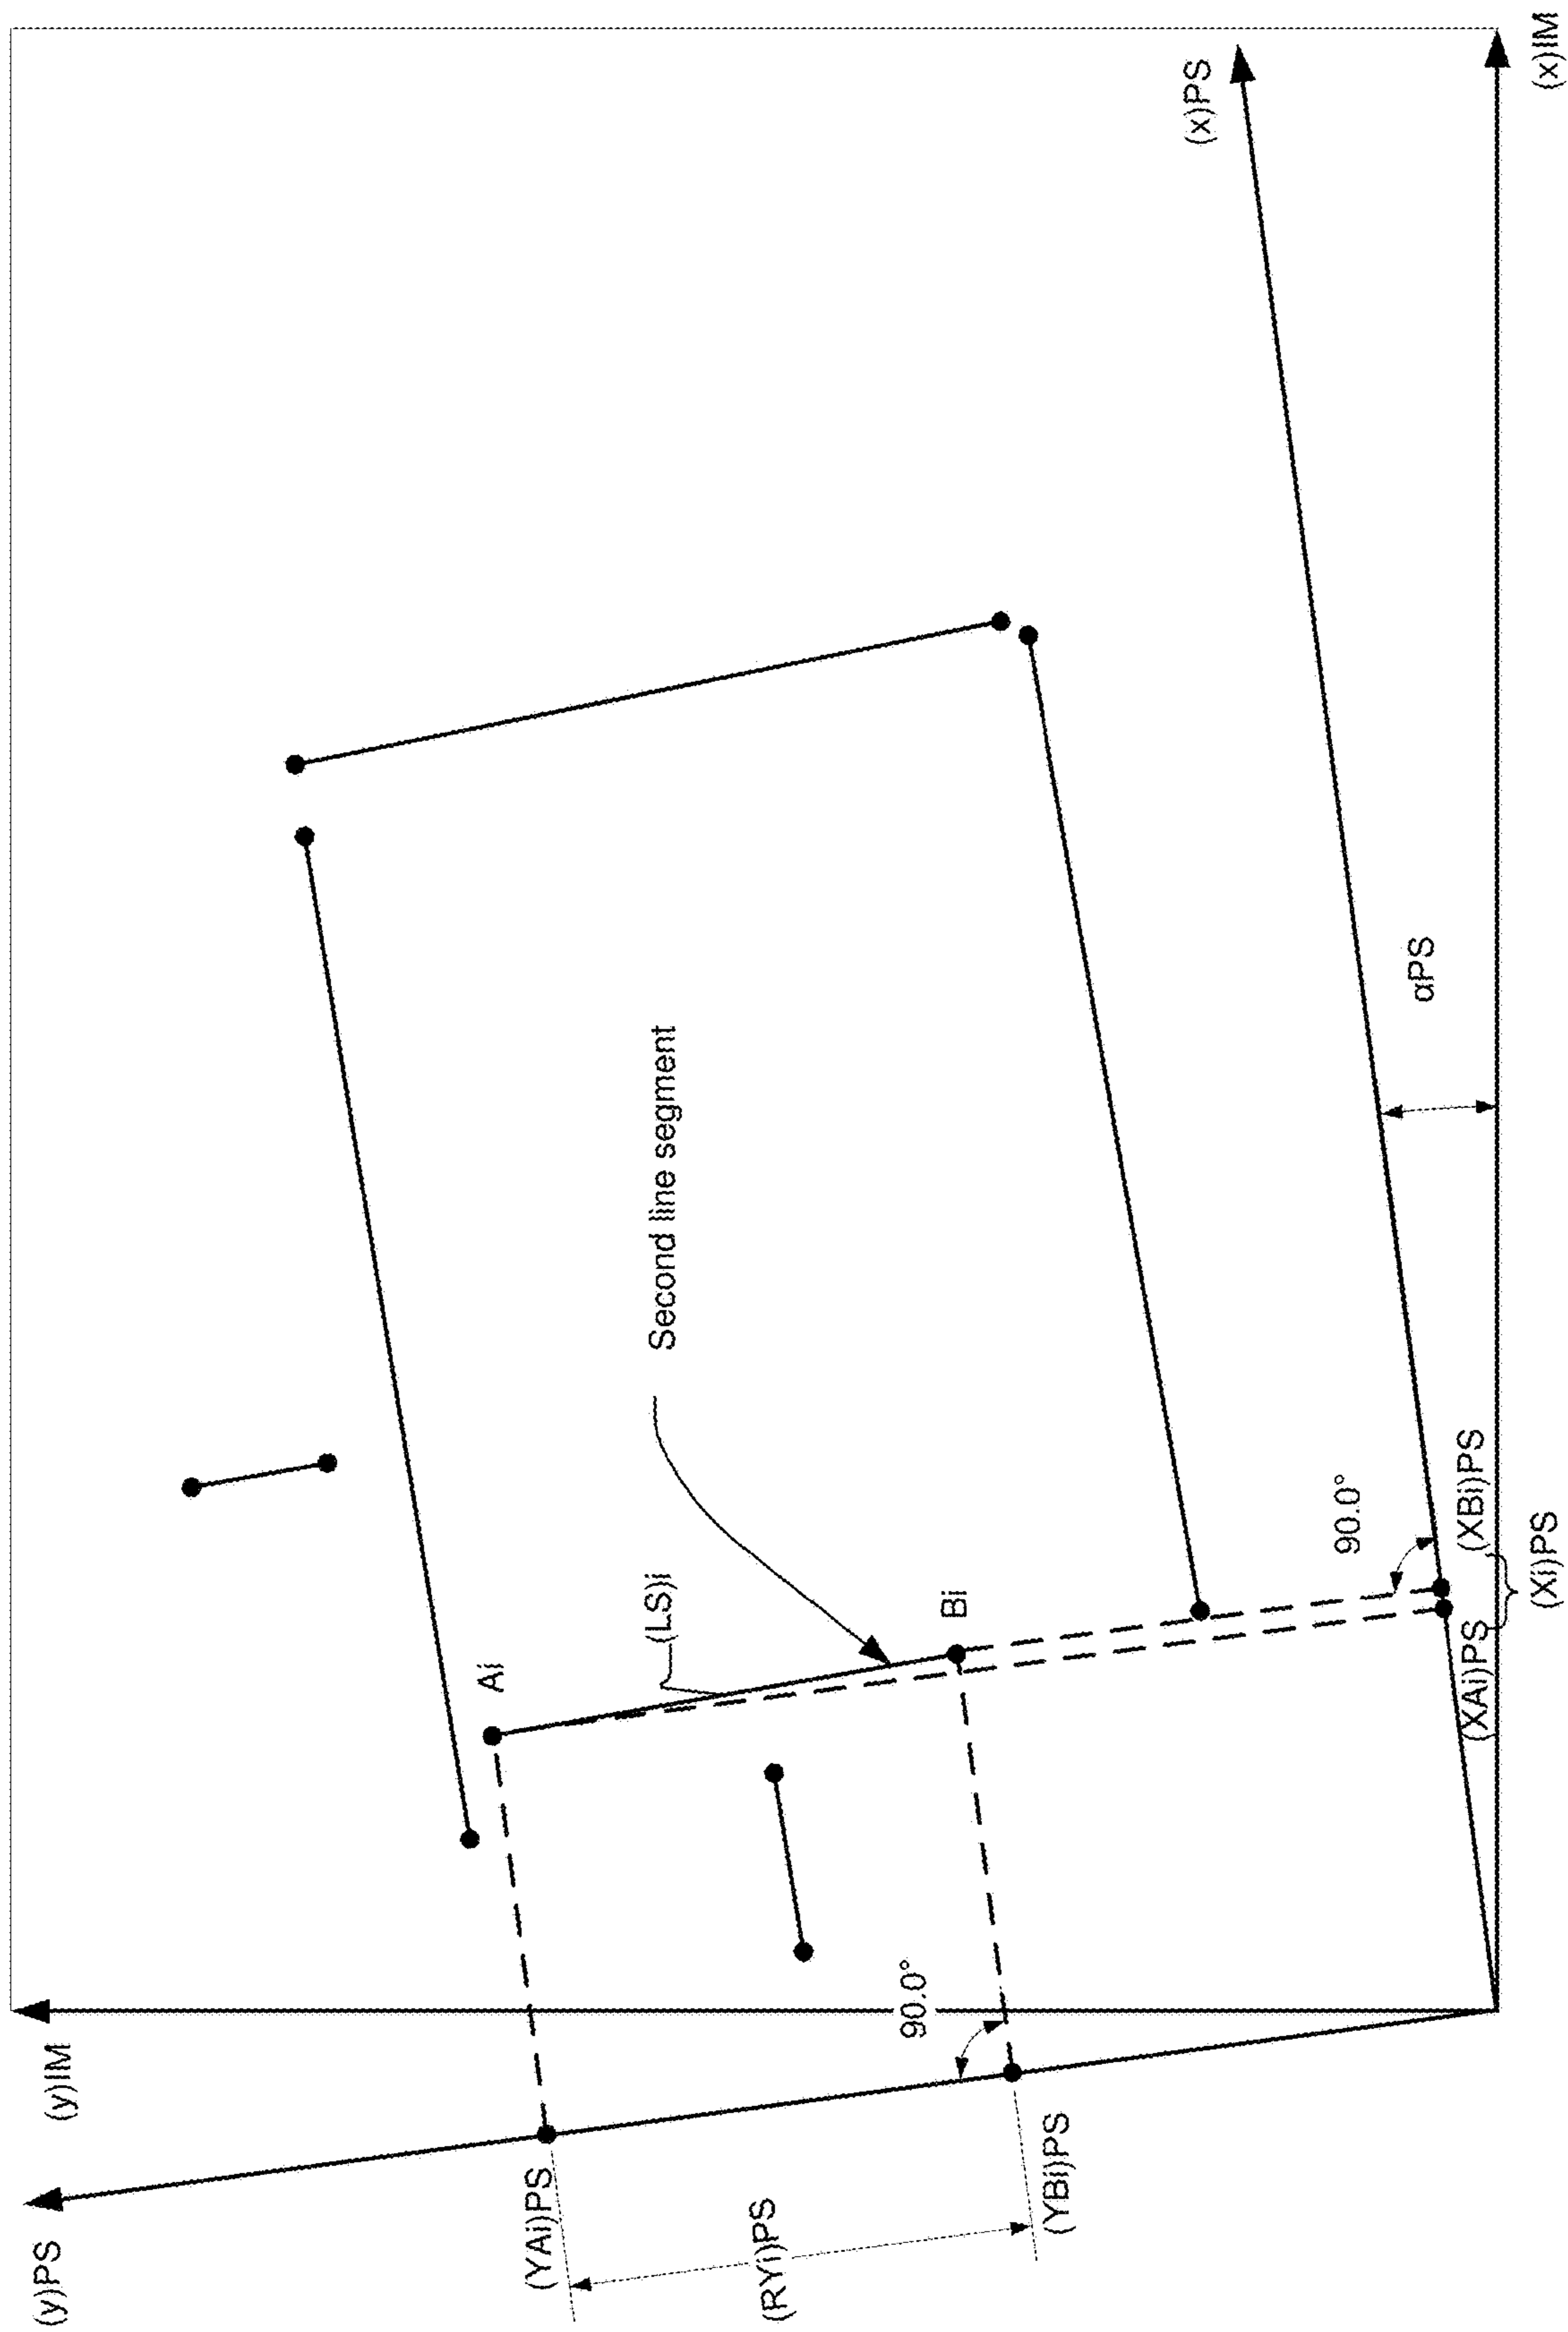 (y)PS
(y)IM
(YAi)PS
(RYi)PS
(YBi)PS
90.0°
Ai
(LS)i
Bi
Second line segment
90.0°
(XAi)PS
(XBi)PS
(Xi)PS
αPS
(x)PS
(x)IM